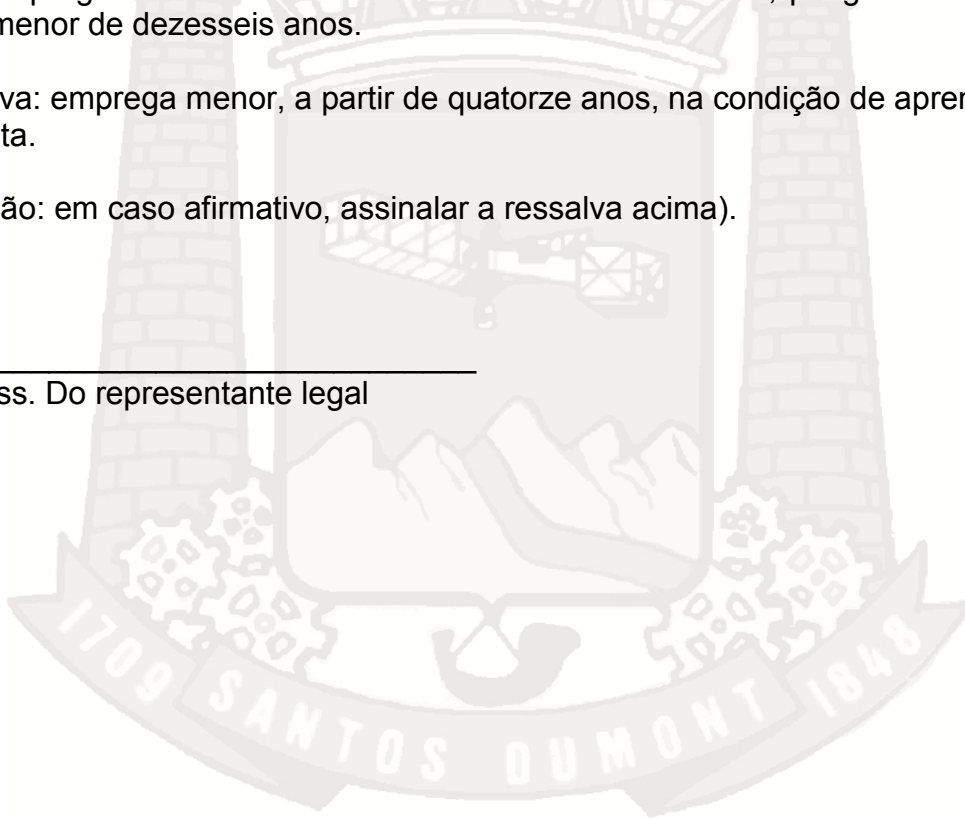 menor de dezesseis anos.
va: emprega menor, a partir de quatorze anos, na condição de apre
ta.
ão: em caso afirmativo, assinalar a ressalva acima).
ss. Do representante legal
1709 SANTOS DUMONT 1848